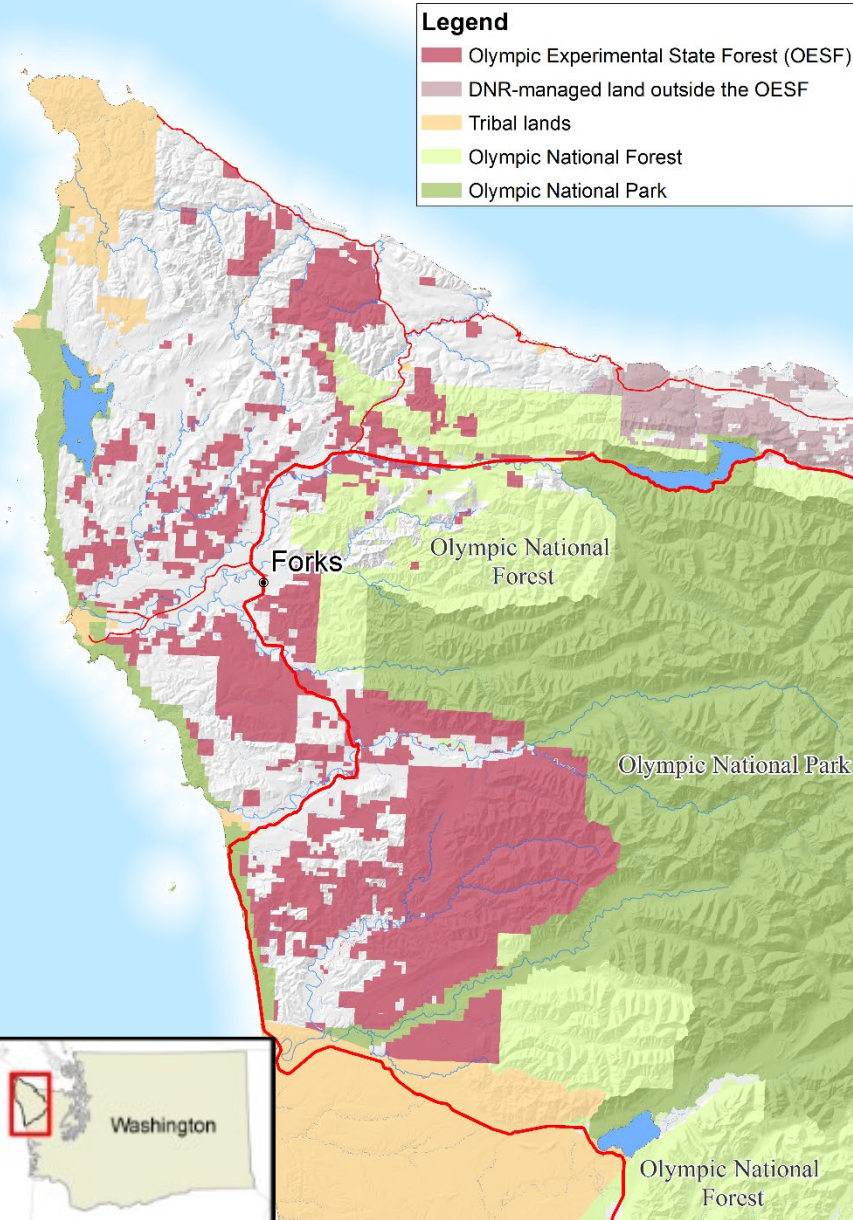 Legend
Olympic Experimental State Forest (OESF)
DNR-managed land outside the OESF
Tribal lands
Olympic National Forest
Olympic National Park
Olympic National
Forest
Forks
Olympic National Park
Washington
Olympic National
Forest